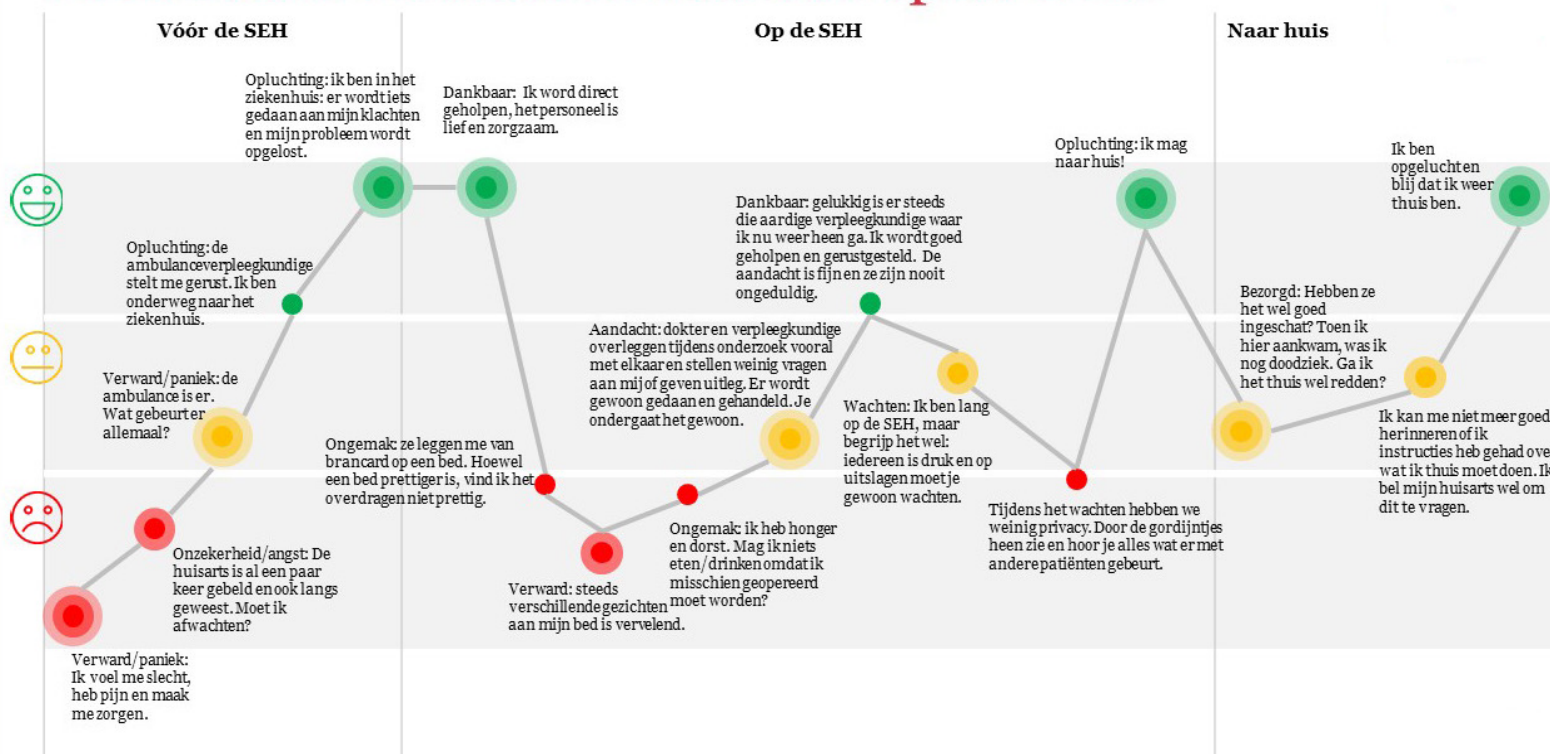 Vóór de SEH
Op de SEH
Naar huis
Opluchting: ik ben in het
ziekenhuis: er wordt iets
gedaan aan mijn klachten
en mijn probleem wordt
opgelost.
Dankbaar: Ik word direct
geholpen, het personeel is
lief en zorgzaam.
Opluchting: ik mag
naar huis!
Ik ben
opgelucht en
blij dat ik weer
thuis ben.
Opluchting: de
ambulanceverpleegkundige
stelt me gerust. Ik ben
onderweg naar het
ziekenhuis.
Dankbaar: gelukkig is er steeds
die aardige verpleegkundige waar
ik nu weer heen ga. Ik wordt goed
geholpen en gerustgesteld. De
aandacht is fijn en ze zijn nooit
ongeduldig.
Bezorgd: Hebben ze
het wel goed
ingeschat? Toen ik
hier aankwam, was ik
nog doodziek. Ga ik
het thuis wel redden?
Verward/paniek: de
ambulance is er.
Wat gebeurt er
allemaal?
Aandacht: dokter en verpleegkundige
overleggen tijdens onderzoek vooral
met elkaar en stellen weinig vragen
aan mij of geven uitleg. Er wordt
gewoon gedaan en gehandeld. Je
ondergaat het gewoon.
Wachten: Ik ben lang
op de SEH, maar
begrijp het wel:
iedereen is druk en op
uitslagen moet je
gewoon wachten.
Ik kan me niet meer goed
herinneren of ik
instructies heb gehad ove
wat ik thuis moet doen. Ik
bel mijn huisarts wel om
dit te vragen.
Ongemak: ze leggen me van
brancard op een bed. Hoewel
een bed prettiger is, vind ik het
overdragen niet prettig.
Onzekerheid/angst: De
huisarts is al een paar
keer gebeld en ook langs
geweest. Moet ik
afwachten?
Verward: steeds
verschillende gezichten
aan mijn bed is vervelend.
Ongemak: ik heb honger
en dorst. Mag ik niets
eten/drinken omdat ik
misschien geopereerd
moet worden?
Tijdens het wachten hebben we
weinig privacy. Door de gordijntjes
heen zie en hoor je alles wat er met
andere patiënten gebeurt.
Verward/paniek:
Ik voel me slecht,
heb pijn en maak
me zorgen.